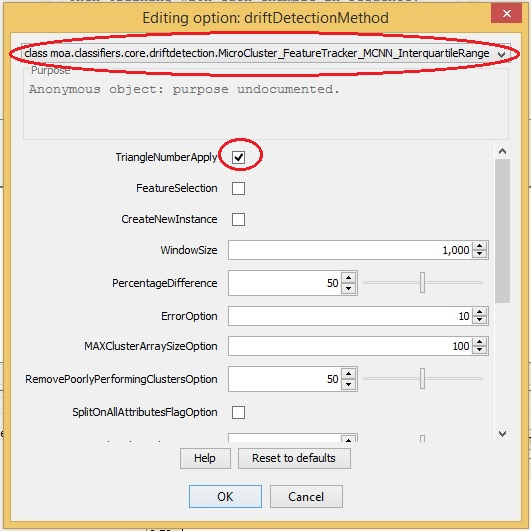 Editing option: driftDetectionMethod
class moa.classifiers.core.driftdetection.MicroCluster_FeatureTracker_MCNN_InterquartileRange
Purpose
Anonymous object: purpose undocumented.
TriangleNumberApply
FeatureSelection
CreateNewInstance
WindowSize 1,000
PercentageDifference 50
ErrorOption 10
MAXClusterArraySizeOption 100
RemovePoorlyPerformingClustersOption 50
SplitOnAllAttributesFlagOption
Help Reset to defaults
OK Cancel